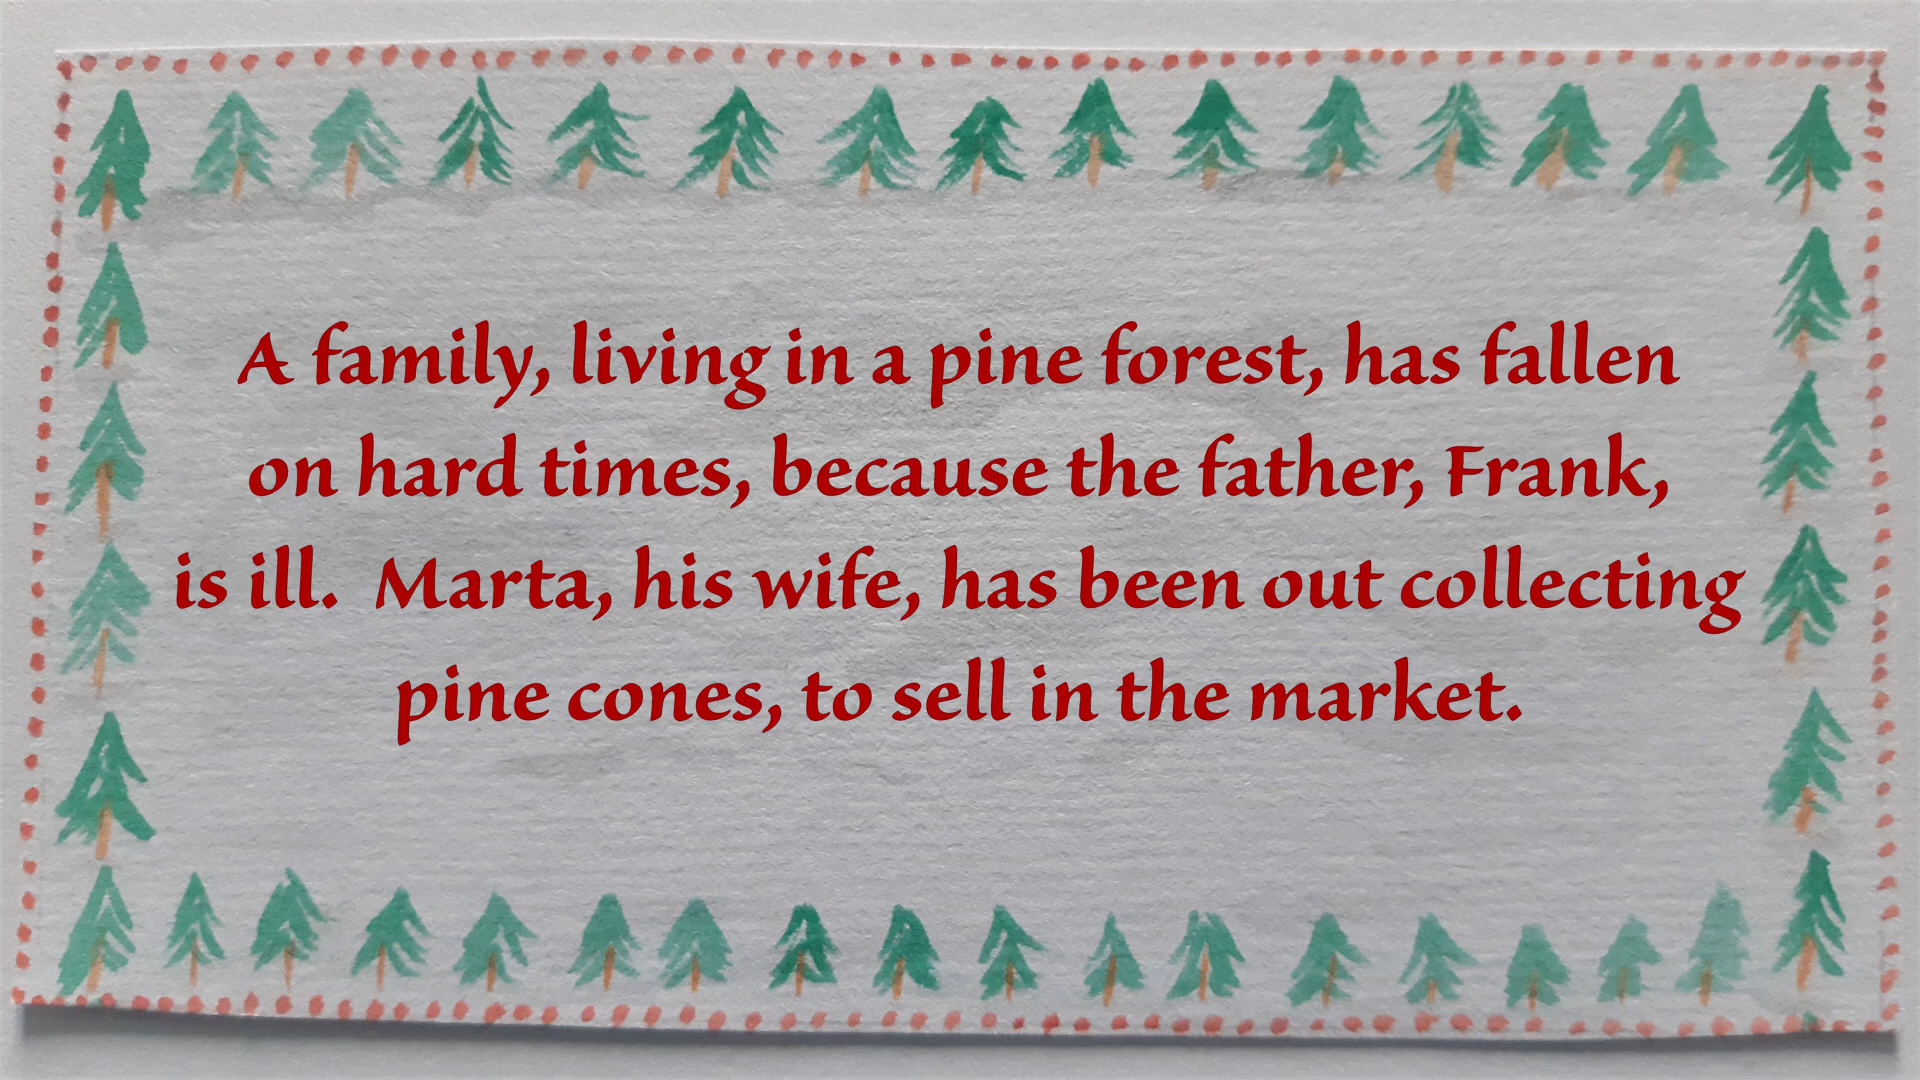 A family, living in a pine forest, has fallen
on hard times, because the father, Frank,
is ill.  Marta, his wife, has been out collecting
pine cones, to sell in the market.